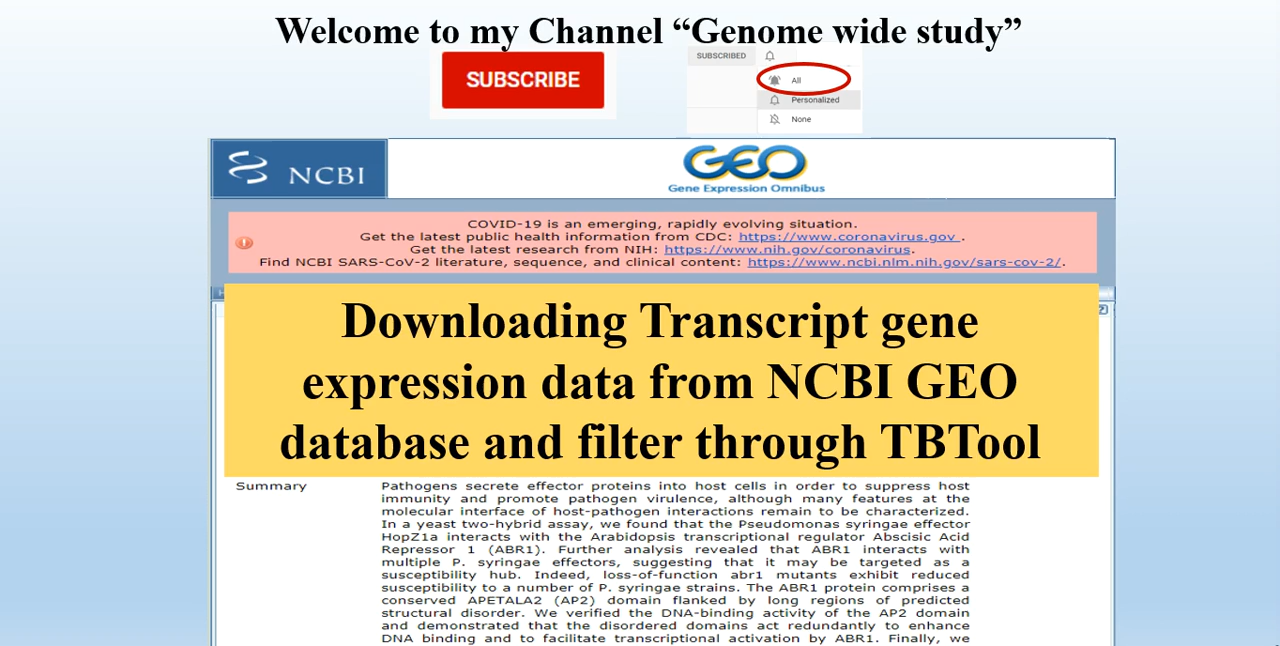 Welcome to my Channel “Genome wide study”
SUBSCRIBE
SUBSCRIBED
All
Personalized
None
NCBI
GEO
Gene Expression Omnibus
COVID-19 is an emerging, rapidly evolving situation.
Get the latest public health information from CDC: https://www.coronavirus.gov .
Get the latest research from NIH: https://www.nih.gov/coronavirus.
Find NCBI SARS-CoV-2 literature, sequence, and clinical content: https://www.ncbi.nlm.nih.gov/sars-cov-2/.
Downloading Transcript gene
expression data from NCBI GEO
database and filter through TBTool
Summary
Pathogens secrete effector proteins into host cells in order to suppress host
immunity and promote pathogen virulence, although many features at the
molecular interface of host-pathogen interactions remain to be characterized.
In a yeast two-hybrid assay, we found that the Pseudomonas syringae effector
HopZ1a interacts with the Arabidopsis transcriptional regulator Abscisic Acid
Repressor 1 (ABR1). Further analysis revealed that ABR1 interacts with
multiple P. syringae effectors, suggesting that it may be targeted as a
susceptibility hub. Indeed, loss-of-function abr1 mutants exhibit reduced
susceptibility to a number of P. syringae strains. The ABR1 protein comprises a
conserved APETALA2 (AP2) domain flanked by long regions of predicted
structural disorder. We verified the DNA-binding activity of the AP2 domain
and demonstrated that the disordered domains act redundantly to enhance
DNA binding and to facilitate transcriptional activation by ABR1. Finally, we